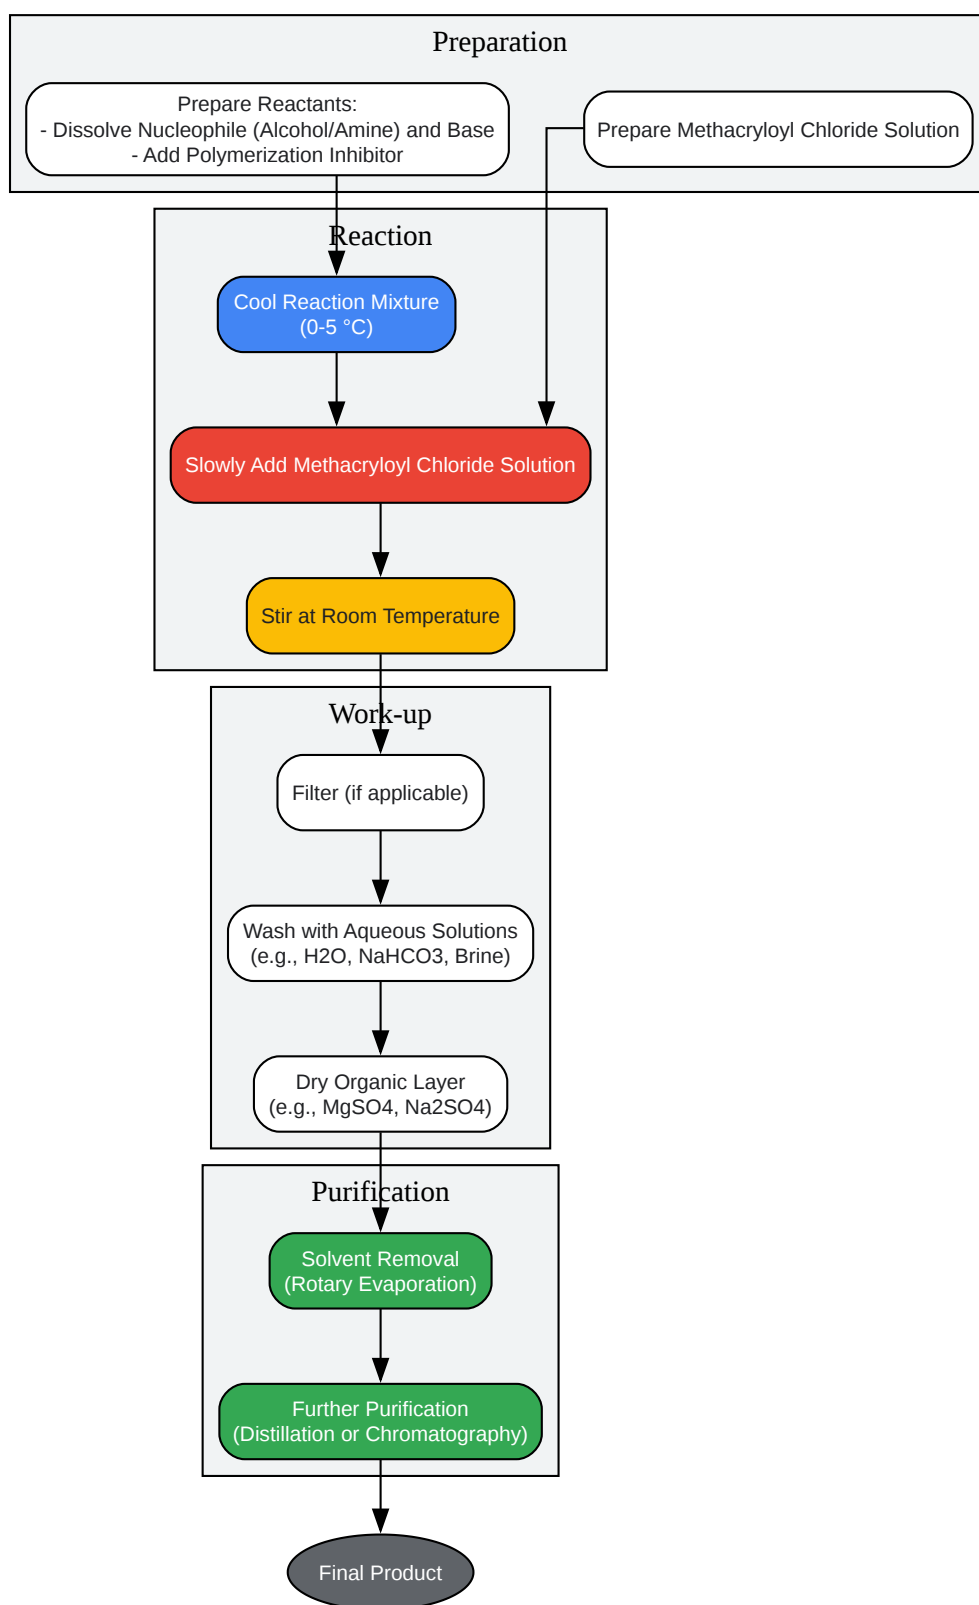 Preparation
Prepare Reactants:
- Dissolve Nucleophile (Alcohol/Amine) and Base
- Add Polymerization Inhibitor
Prepare Methacryloyl Chloride Solution
Reaction
Cool Reaction Mixture
(0-5 °C)
Slowly Add Methacryloyl Chloride Solution
Stir at Room Temperature
Work-up
Filter (if applicable)
Wash with Aqueous Solutions
(e.g., H2O, NaHCO3, Brine)
Dry Organic Layer
(e.g., MgSO4, Na2SO4)
Purification
Solvent Removal
(Rotary Evaporation)
Further Purification
(Distillation or Chromatography)
Final Product